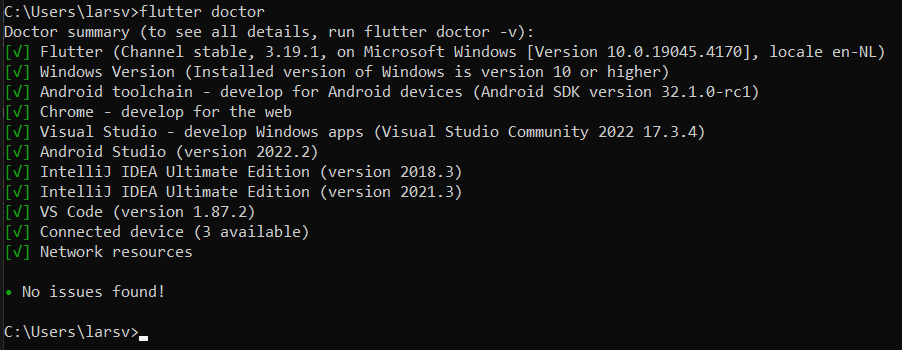 C:\Users\larsv>flutter doctor
Doctor summary (to see all details, run flutter doctor -v):
[√] Flutter (Channel stable, 3.19.1, on Microsoft Windows [Version 10.0.19045.4170], locale en-NL)
[√] Windows Version (Installed version of Windows is version 10 or higher)
[√] Android toolchain - develop for Android devices (Android SDK version 32.1.0-rc1)
[√] Chrome - develop for the web
[√] Visual Studio - develop Windows apps (Visual Studio Community 2022 17.3.4)
[√] Android Studio (version 2022.2)
[√] IntelliJ IDEA Ultimate Edition (version 2018.3)
[√] IntelliJ IDEA Ultimate Edition (version 2021.3)
[√] VS Code (version 1.87.2)
[√] Connected device (3 available)
[√] Network resources
• No issues found!
C:\Users\larsv>